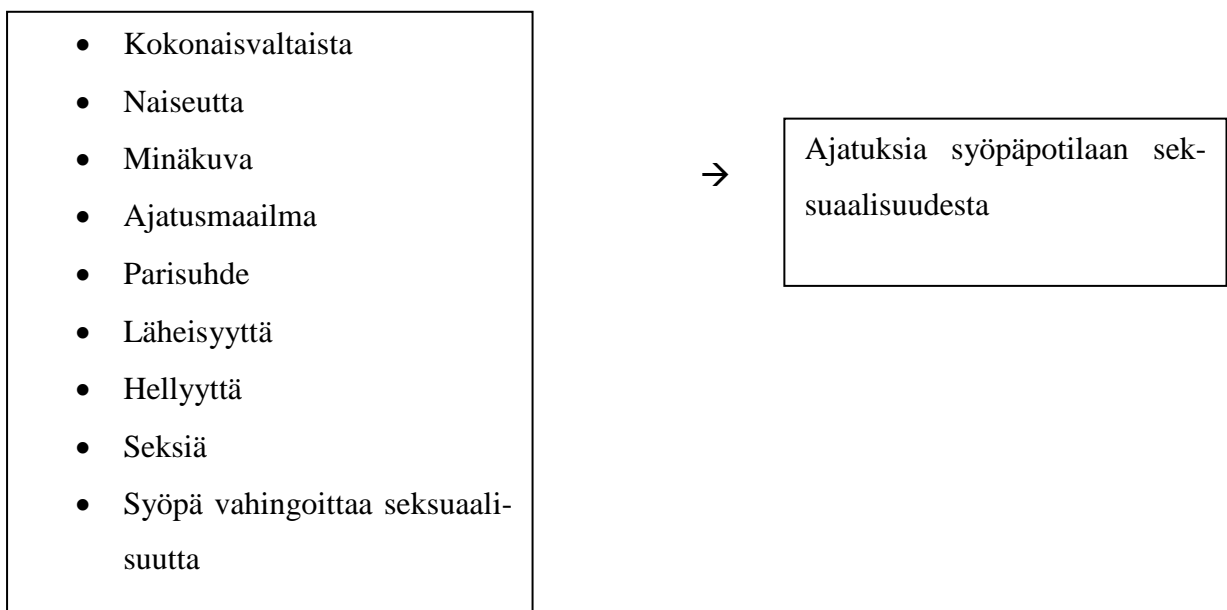 • Kokonaisvaltaista
• Naiseutta
• Minäkuva
• Ajatusmaailma
• Parisuhde
• Läheisyyttä
• Hellyyttä
• Seksiä
• Syöpä vahingoittaa seksuaali-
suutta
→
Ajatuksia syöpäpotilaan sek-
suaalisuudesta